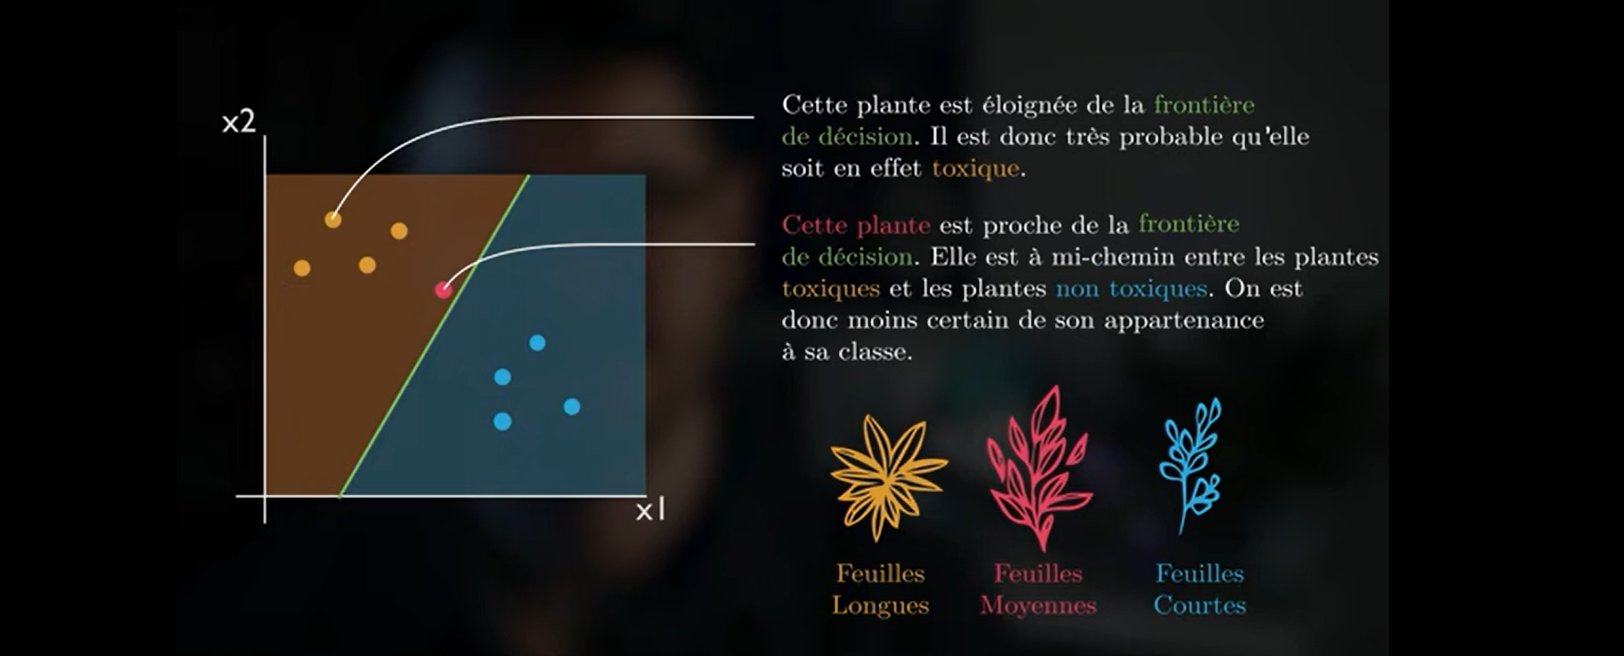 x2
Cette plante est éloignée de la frontière
de décision. Il est donc très probable qu'elle
soit en effet toxique.
Cette plante est proche de la frontière
de décision. Elle est à mi-chemin entre les plantes
toxiques et les plantes non toxiques. On est
donc moins certain de son appartenance
à sa classe.
x1
Feuilles
Longues
Feuilles
Moyennes
Feuilles
Courtes